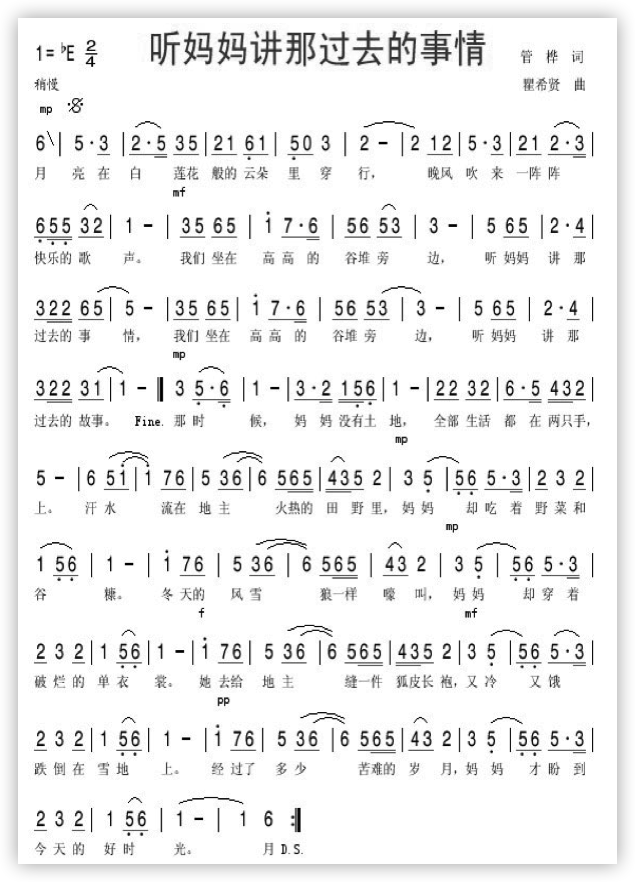 听妈妈讲那过去的事情
1=♭E 2/4
管 桦 词
稍慢
瞿希贤 曲
mp 𝄋
6\| 5·3 | 2·5 35 | 21 61 | 50 3 | 2 - | 2 12 | 5·3 | 21 2·3 |
月 亮 在 白 莲花 般的 云朵 里 穿 行， 晚风 吹 来 一阵 阵
mf
655 32 | 1 - | 35 65 | 1 7·6 | 56 53 | 3 - | 5 65 | 2·4 |
快乐的 歌 声。 我们 坐在 高 高 的 谷堆 旁 边， 听 妈妈 讲 那
322 65 | 5 - | 35 65 | 1 7·6 | 56 53 | 3 - | 5 65 | 2·4 |
过去的 事 情， 我们 坐在 高 高 的 谷堆 旁 边， 听 妈妈 讲 那
mp
322 31 | 1 - ‖ 3 5·6 | 1 - | 3·2 156 | 1 - | 22 32 | 6·5 432 |
过去的 故事。 Fine. 那 时 候， 妈 妈 没有土 地， 全部 生活 都 在 两只手，
mp
5 - | 6 51 | 1 76 | 5 36 | 6 565 | 435 2 | 3 5 | 56 5·3 | 2 3 2 |
上。 汗 水 流在 地 主 火热的 田 野 里， 妈 妈 却 吃 着 野 菜 和
mp
1 56 | 1 - | 1 76 | 5 36 | 6 565 | 43 2 | 3 5 | 56 5·3 |
谷 糠。 冬 天的 风 雪 狼一样 嚎 叫， 妈 妈 却 穿 着
f mf
2 3 2 | 1 56 | 1 - | 1 76 | 5 36 | 6 565 | 435 2 | 3 5 | 56 5·3 |
破 烂 的 单 衣 裳。 她 去给 地 主 缝一件 狐皮长 袍， 又 冷 又 饿
pp
2 3 2 | 1 56 | 1 - | 1 76 | 5 36 | 6 565 | 43 2 | 3 5 | 56 5·3 |
跌 倒 在 雪 地 上。 经 过了 多 少 苦难的 岁 月， 妈 妈 才 盼 到
2 3 2 | 1 56 | 1 - | 1 6 :‖
今 天 的 好 时 光。 月 D.S.